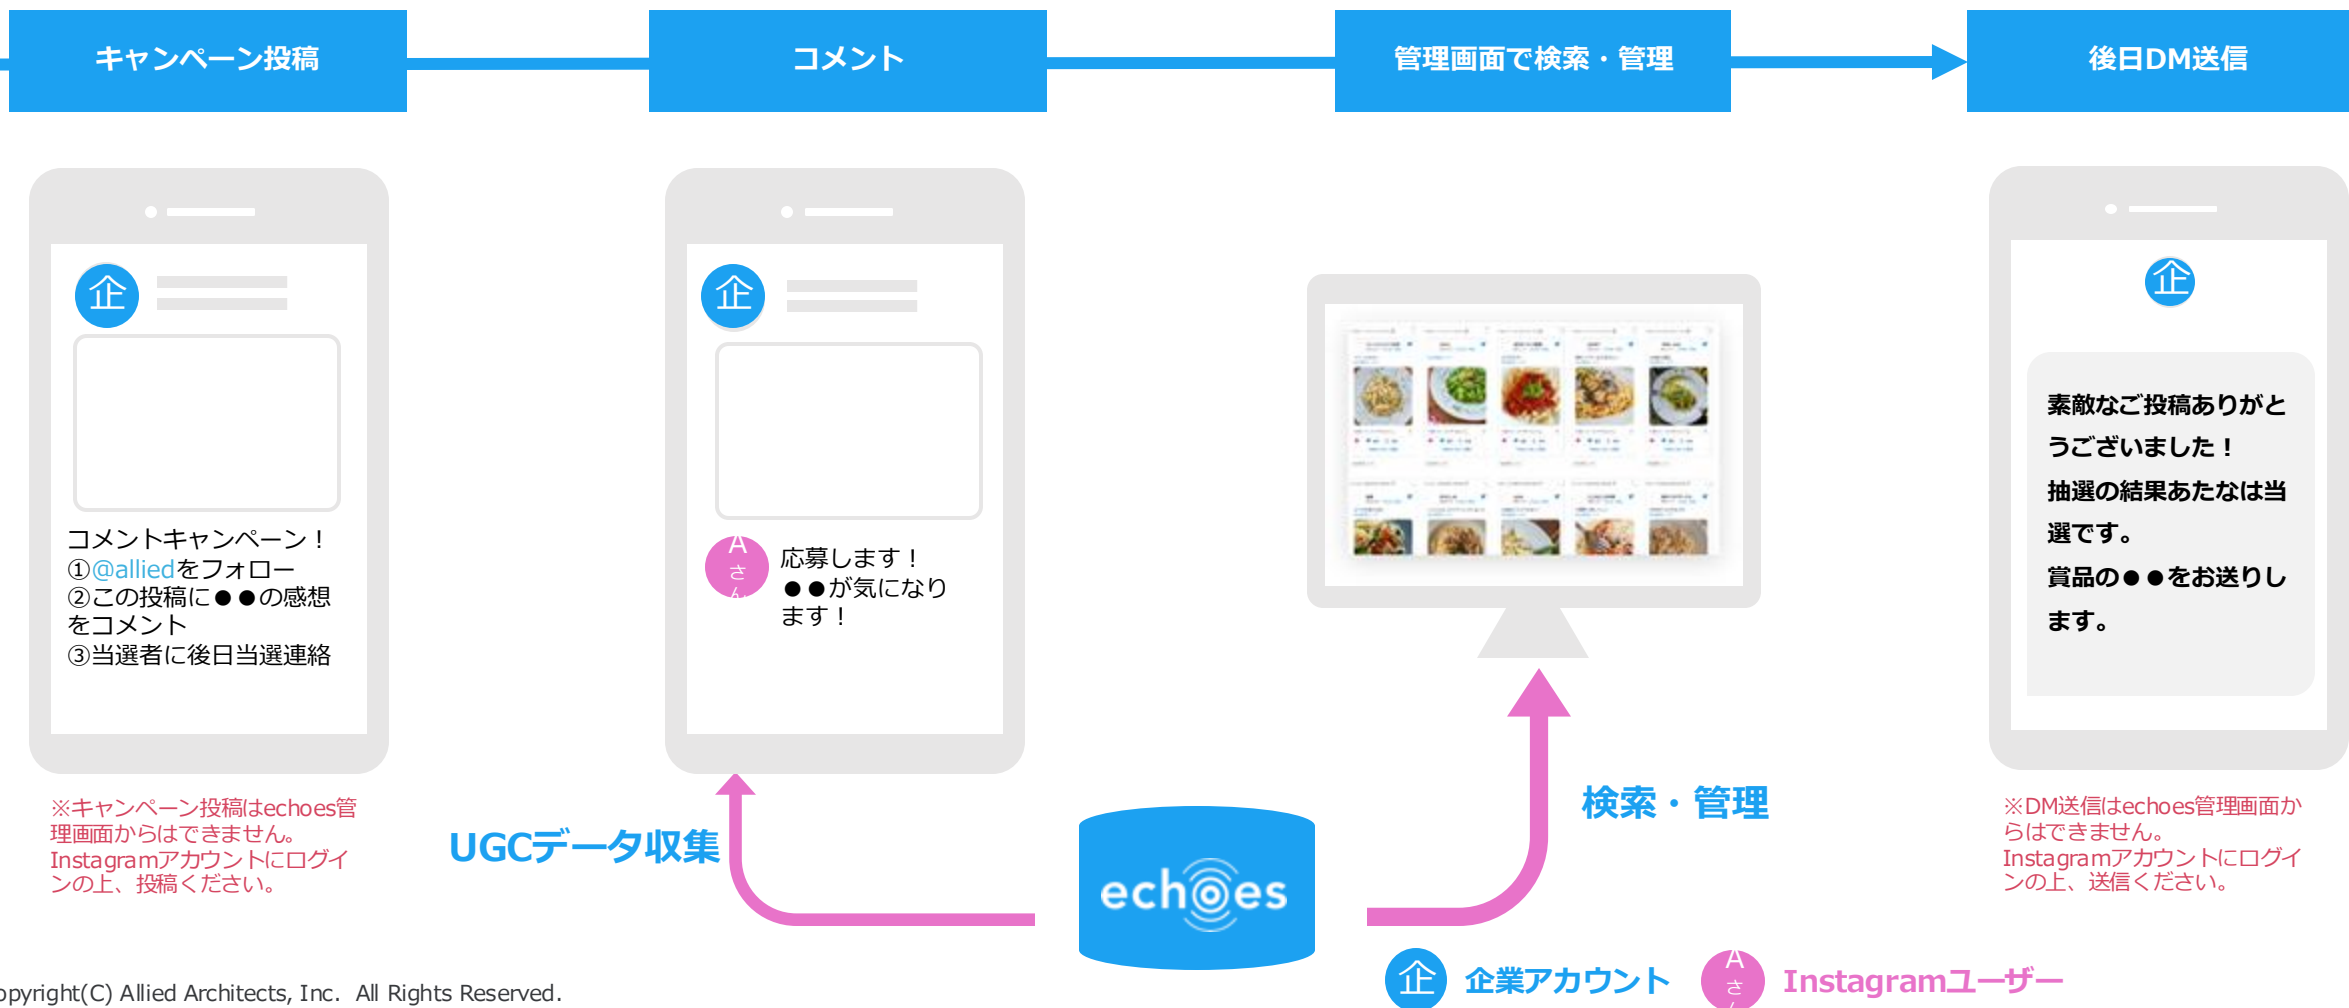 キャンペーン投稿
コメント
管理画面で検索・管理
後日DM送信
企
コメントキャンペーン！
①@alliedをフォロー
②この投稿に●●の感想
をコメント
③当選者に後日当選連絡
※キャンペーン投稿はechoes管
理画面からはできません。
Instagramアカウントにログイ
ンの上、投稿ください。
企
Aさん
応募します！
●●が気になり
ます！
UGCデータ収集
echoes
検索・管理
企
素敵なご投稿ありがと
うございました！
抽選の結果あたなは当
選です。
賞品の●●をお送りし
ます。
※DM送信はechoes管理画面か
らはできません。
Instagramアカウントにログイ
ンの上、送信ください。
企
企業アカウント
Aさん
Instagramユーザー
opyright(C) Allied Architects, Inc. All Rights Reserved.